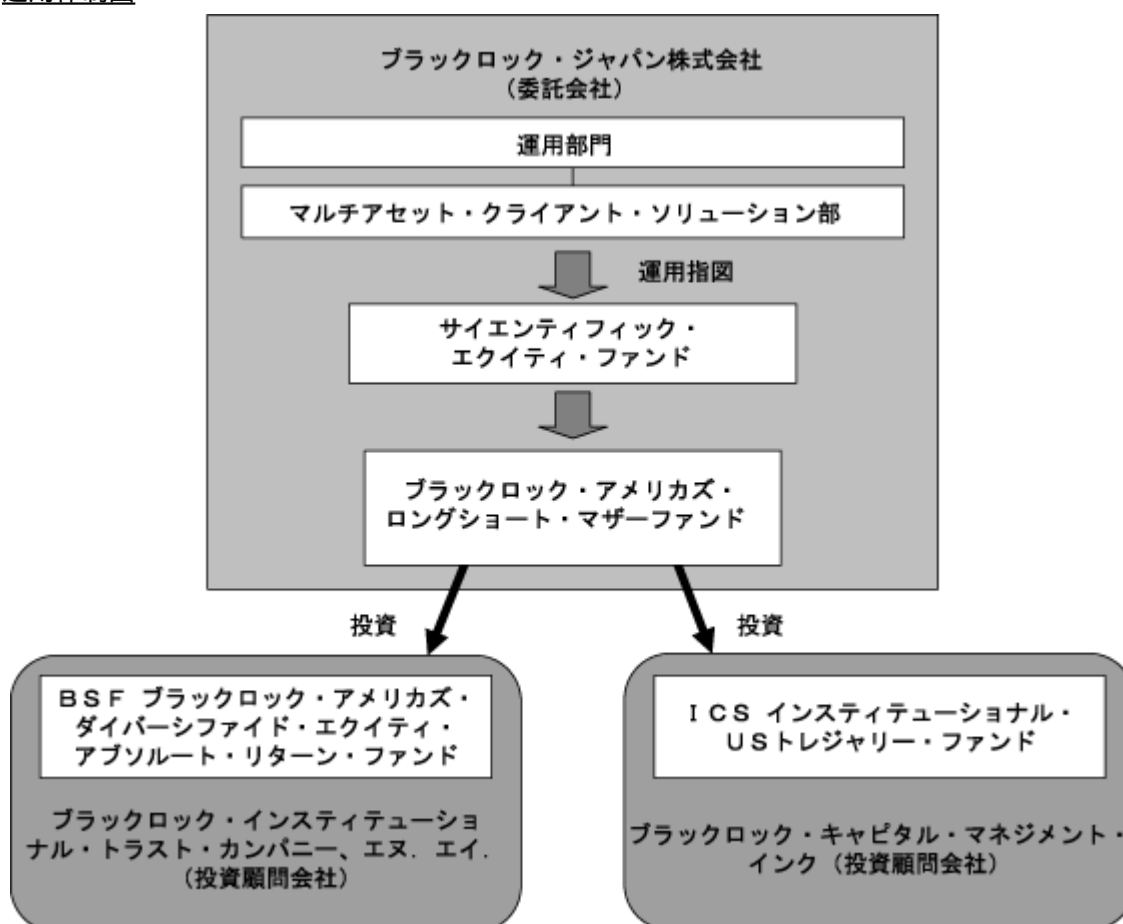 ブラックロック・ジャパン株式会社
（委託会社）
運用部門
マルチアセット・クライアント・ソリューション部
運用指図
サイエンティフィック・
エクイティ・ファンド
ブラックロック・アメリカズ・
ロングショート・マザーファンド
投資
投資
ＢＳＦ ブラックロック・アメリカズ・
ダイバーシファイド・エクイティ・
アブソルート・リターン・ファンド
ブラックロック・インスティテューショ
ナル・トラスト・カンパニー、エヌ．エイ．
（投資顧問会社）
ＩＣＳ インスティテューショナル・
ＵＳトレジャリー・ファンド
ブラックロック・キャピタル・マネジメント・
インク（投資顧問会社）